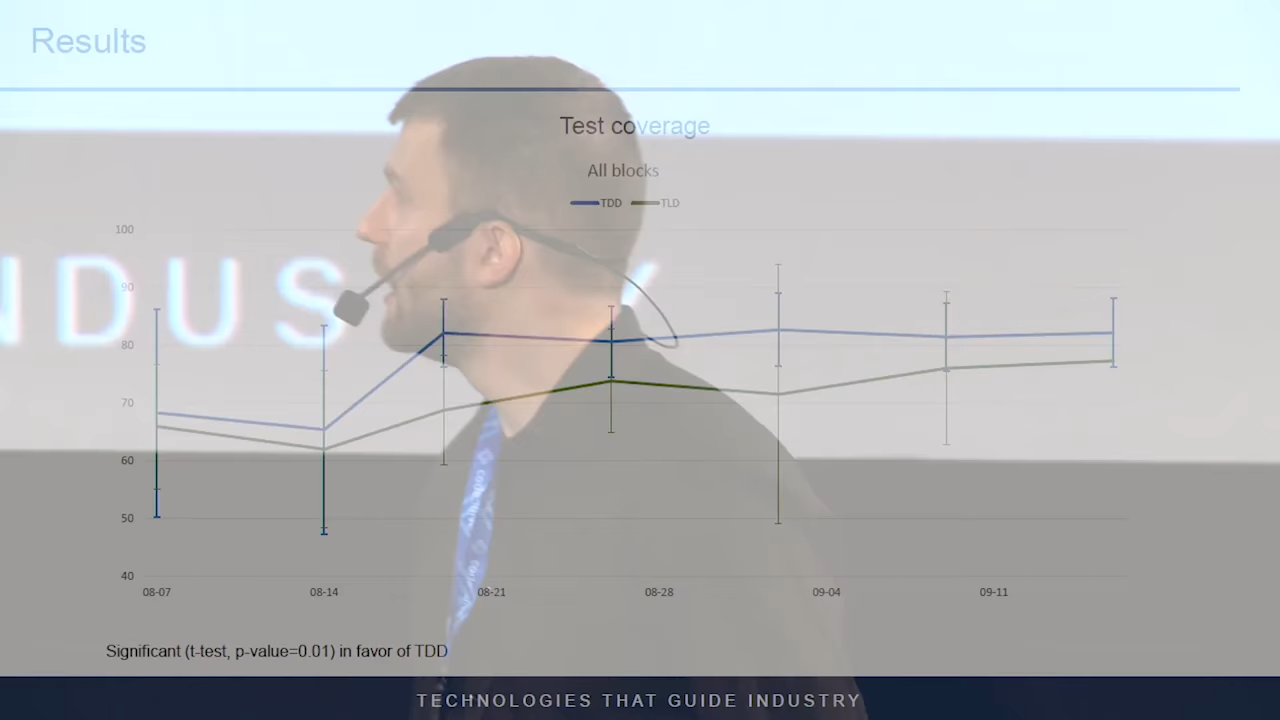 Results
Test coverage
All blocks
TDD TLD
100
90
80
70
60
50
40
08-07 08-14 08-21 08-28 09-04 09-11
NDUS Y
Significant (t-test, p-value=0.01) in favor of TDD
TECHNOLOGIES THAT GUIDE INDUSTRY